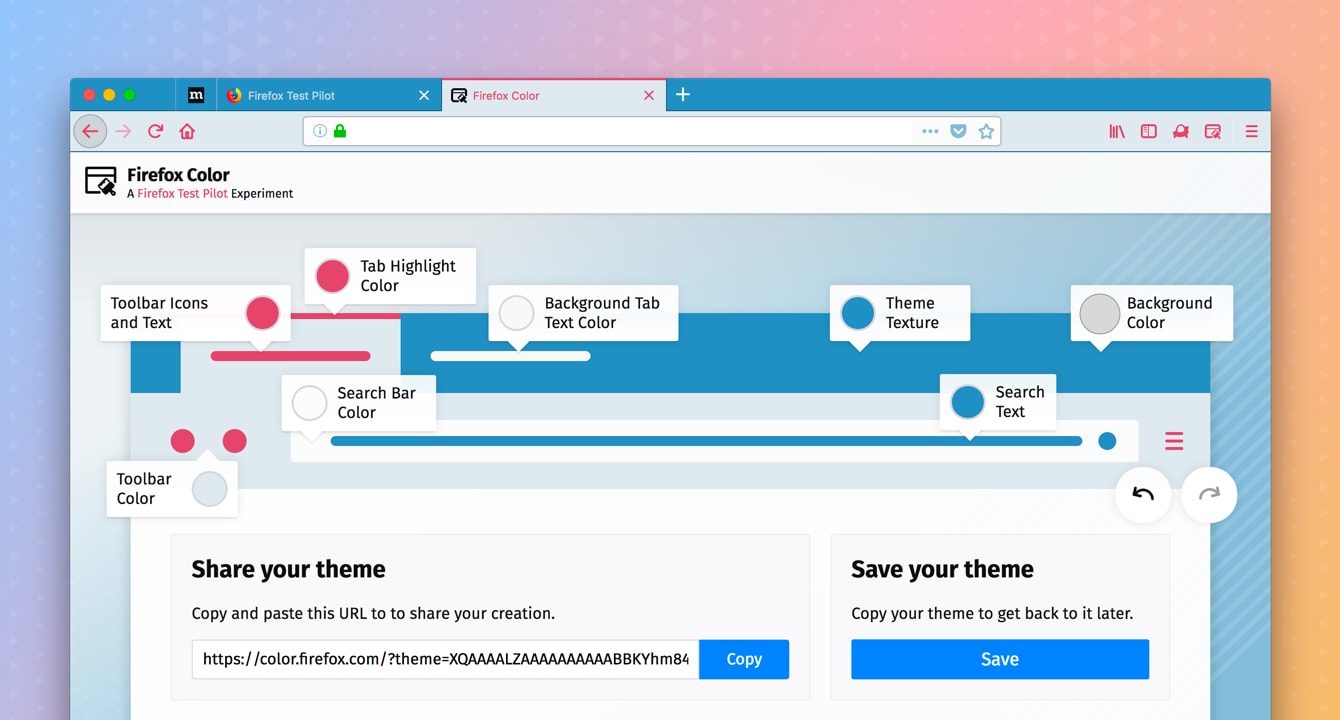 m
Firefox Test Pilot
Firefox Color
Firefox Color
A Firefox Test Pilot Experiment
Tab Highlight
Color
Toolbar Icons
and Text
Background Tab
Text Color
Theme
Texture
Background
Color
Search Bar
Color
Search
Text
Toolbar
Color
Share your theme
Copy and paste this URL to to share your creation.
https://color.firefox.com/?theme=XQAAAALZAAAAAAAAAABBKYhm84
Copy
Save your theme
Copy your theme to get back to it later.
Save